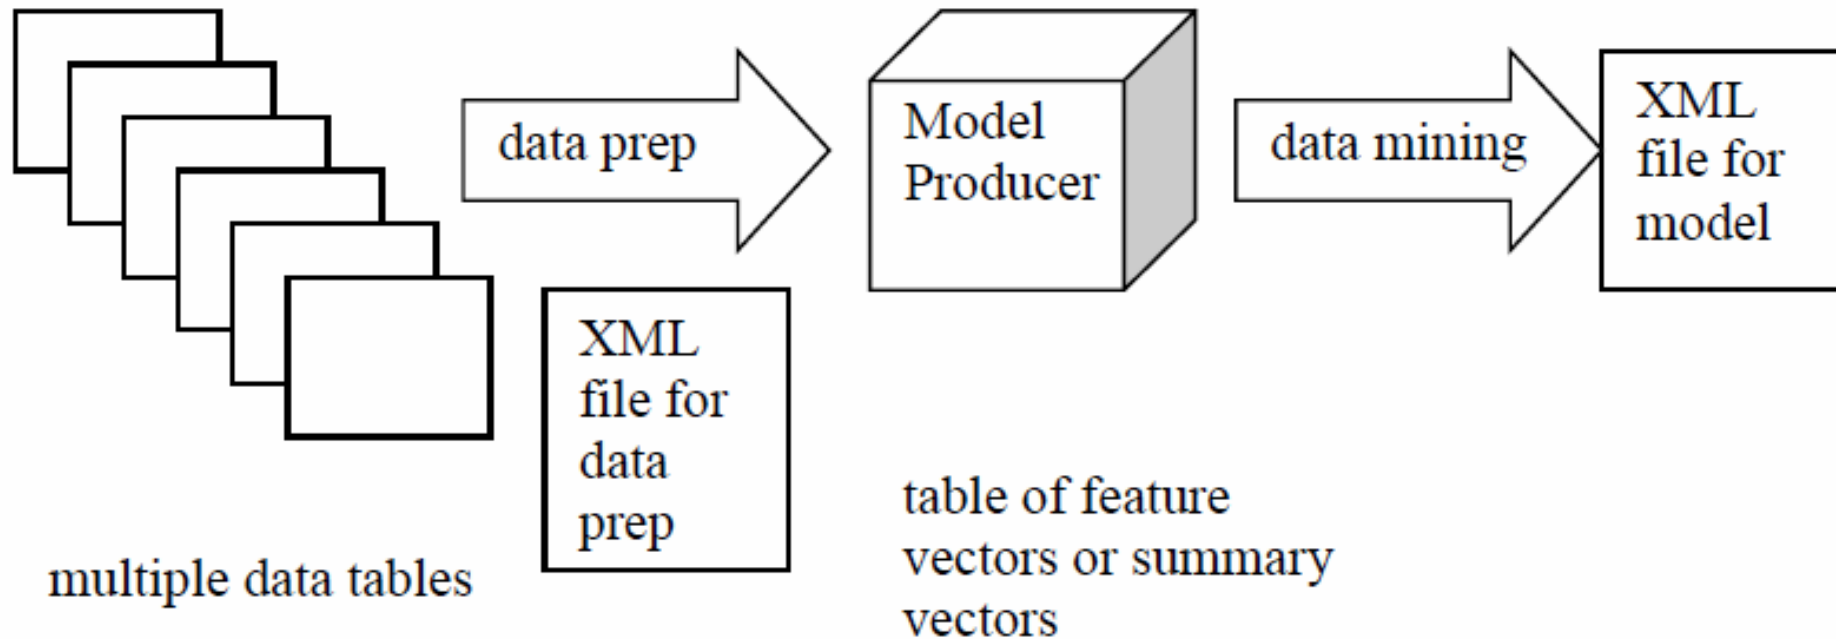 data prep
Model
Producer
data mining
XML
file for
model
XML
file for
data
prep
multiple data tables
table of feature
vectors or summary
vectors